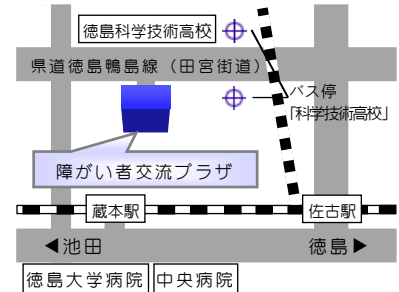 徳島科学技術高校
県道徳島鴨島線（田宮街道）
バス停
「科学技術高校」
障がい者交流プラザ
蔵本駅
佐古駅
◀池田
徳島▶
徳島大学病院
中央病院